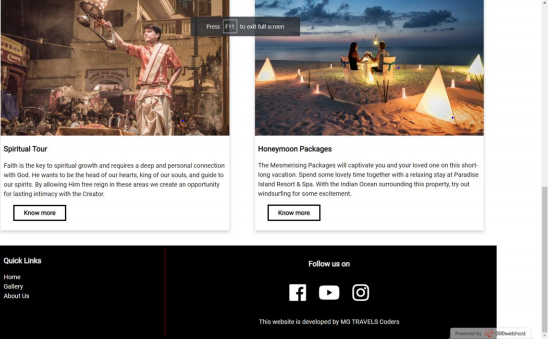 Press F11 to exit full screen
Spiritual Tour
Faith is the key to spiritual growth and requires a deep and personal connection
with God. He wants to be the head of our hearts, king of our souls, and guide to
our spirits. By allowing Him free reign in these areas we create an opportunity
for lasting intimacy with the Creator.
Know more
Honeymoon Packages
The Mesmerising Packages will captivate you and your loved one on this short-
long vacation. Spend some lovely time together with a relaxing stay at Paradise
Island Resort & Spa. With the Indian Ocean surrounding this property, try out
windsurfing for some excitement.
Know more
Quick Links
Home
Gallery
About Us
Follow us on
This website is developed by MG TRAVELS Coders
Powered by 000webhost